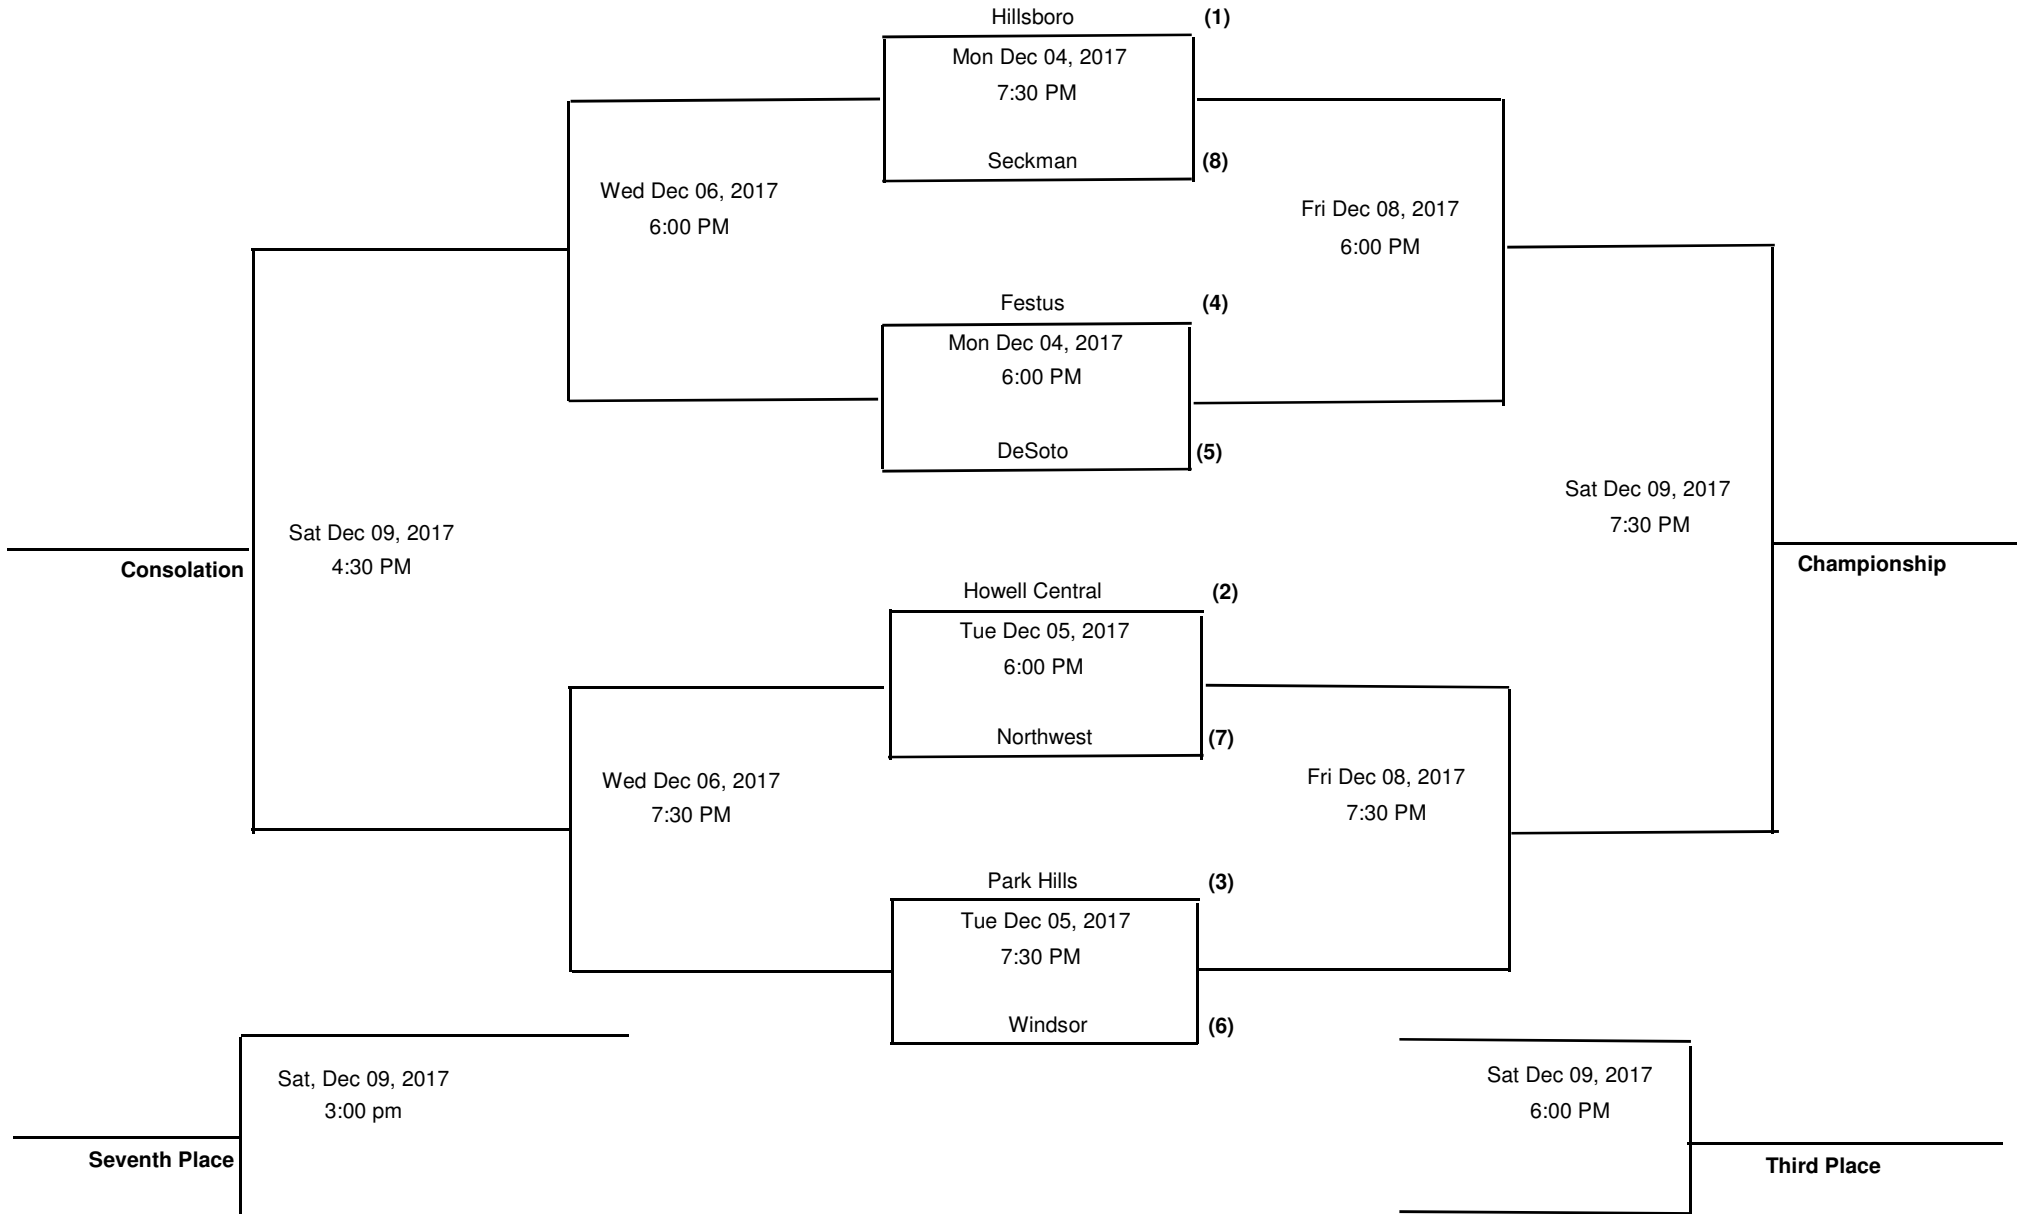 Hillsboro (1)
Mon Dec 04, 2017
7:30 PM
Seckman (8)
Wed Dec 06, 2017
6:00 PM
Fri Dec 08, 2017
6:00 PM
Festus (4)
Mon Dec 04, 2017
6:00 PM
DeSoto (5)
Sat Dec 09, 2017
4:30 PM
Consolation
Sat Dec 09, 2017
7:30 PM
Championship
Howell Central (2)
Tue Dec 05, 2017
6:00 PM
Northwest (7)
Wed Dec 06, 2017
7:30 PM
Fri Dec 08, 2017
7:30 PM
Park Hills (3)
Tue Dec 05, 2017
7:30 PM
Windsor (6)
Sat, Dec 09, 2017
3:00 pm
Seventh Place
Sat Dec 09, 2017
6:00 PM
Third Place